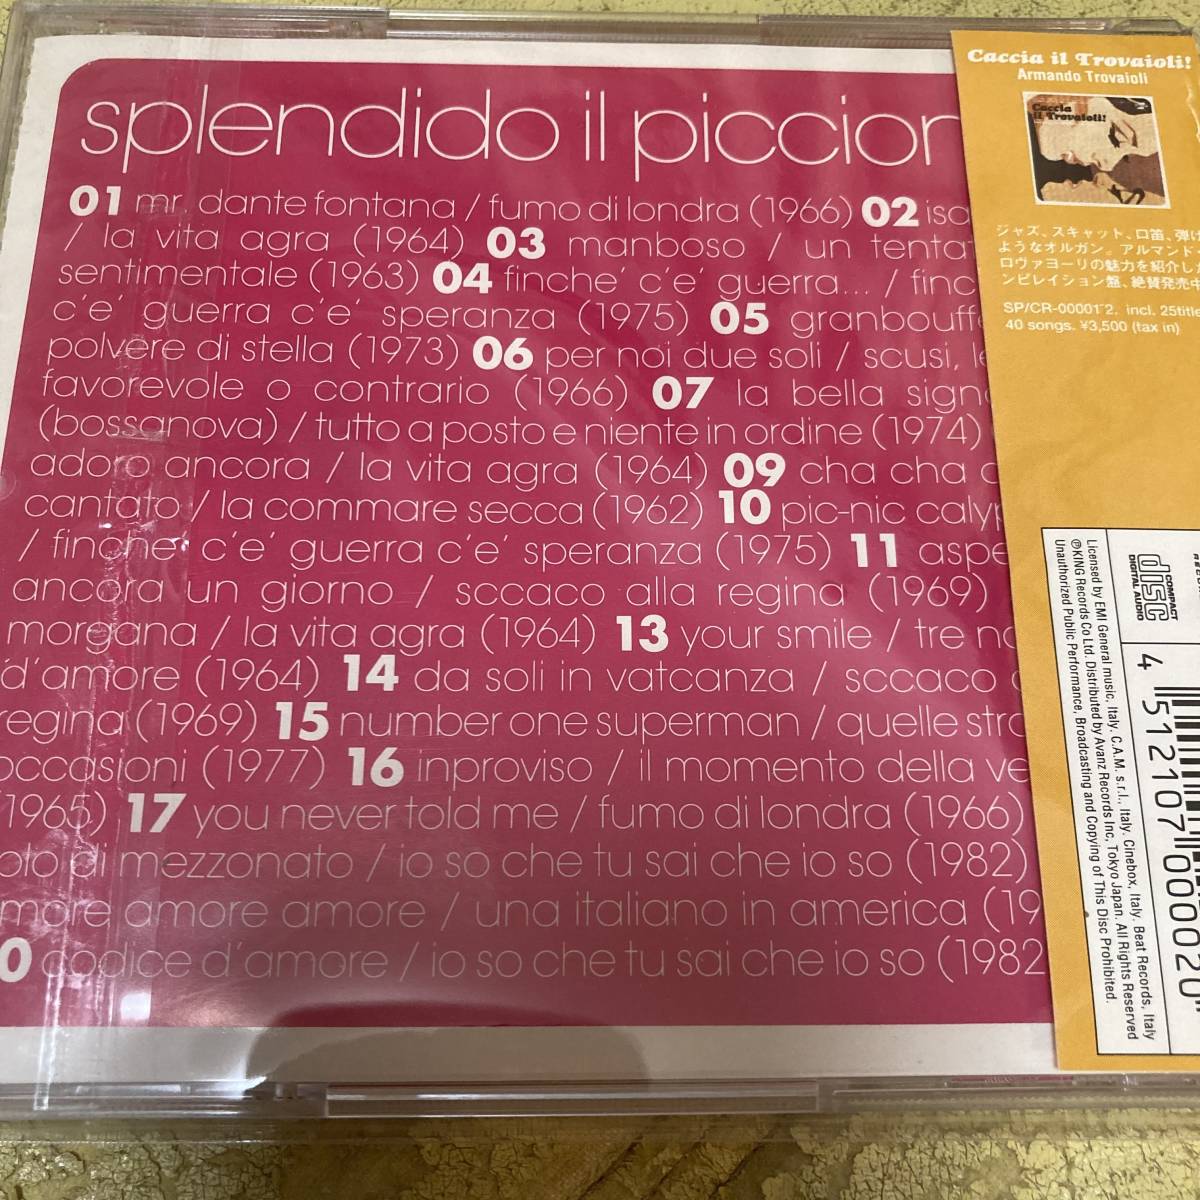 splendido il piccion
01 mr. dante fontana / fumo di londra (1966) 02 isa
/ la vita agra (1964) 03 manboso / un tentat
sentimentale (1963) 04 finche' c'e' guerra... / finc
c'e' guerra c'e' speranza (1975) 05 granbouffe
polvere di stella (1973) 06 per noi due soli / scusi, le
favorevole o contrario (1966) 07 la bella signo
(bossanova) / tutto a posto e niente in ordine (1974)
adoro ancora / la vita agra (1964) 09 cha cha
cantato / la commare secca (1962) 10 pic-nic calyp
/ finche' c'e' guerra c'e' speranza (1975) 11 aspe
ancora un giorno / sccaco alla regina (1969)
morgana / la vita agra (1964) 13 your smile / tre no
d'amore (1964) 14 da soli in vatcanza / sccaco
regina (1969) 15 number one superman / quelle stra
occasioni (1977) 16 inproviso / il momento della ve
1965) 17 you never told me / fumo di londra (1966)
oto di mezzonato / io so che tu sai che io so (1982)
more amore amore / una italiano in america (19
0 codice d'amore / io so che tu sai che io so (1982
Caccia il Trovaioli!
Armando Trovaioli
Caccia
il Trovaioli!
ジャズ、スキャット、口笛、弾け
ようなオルガン。アルマンド
ロヴァヨーリの魅力を紹介した
ンピレイション盤、絶賛発売中
SP/CR-00001~2. incl. 25title
40 songs. ¥3,500 (tax in)
COMPACT
disc
DIGITAL AUDIO
Licensed by EMI General music, Italy. C.A.M. s.r.l., Italy. Cinebox, Italy. Beat Records, Italy
℗KING Records Co Ltd. Distributed by Avanz Records Inc, Tokyo Japan. All Rights Reserved
Unauthorized Public Performance, Broadcasting and Copying of This Disc Prohibited.
4 512107 000020